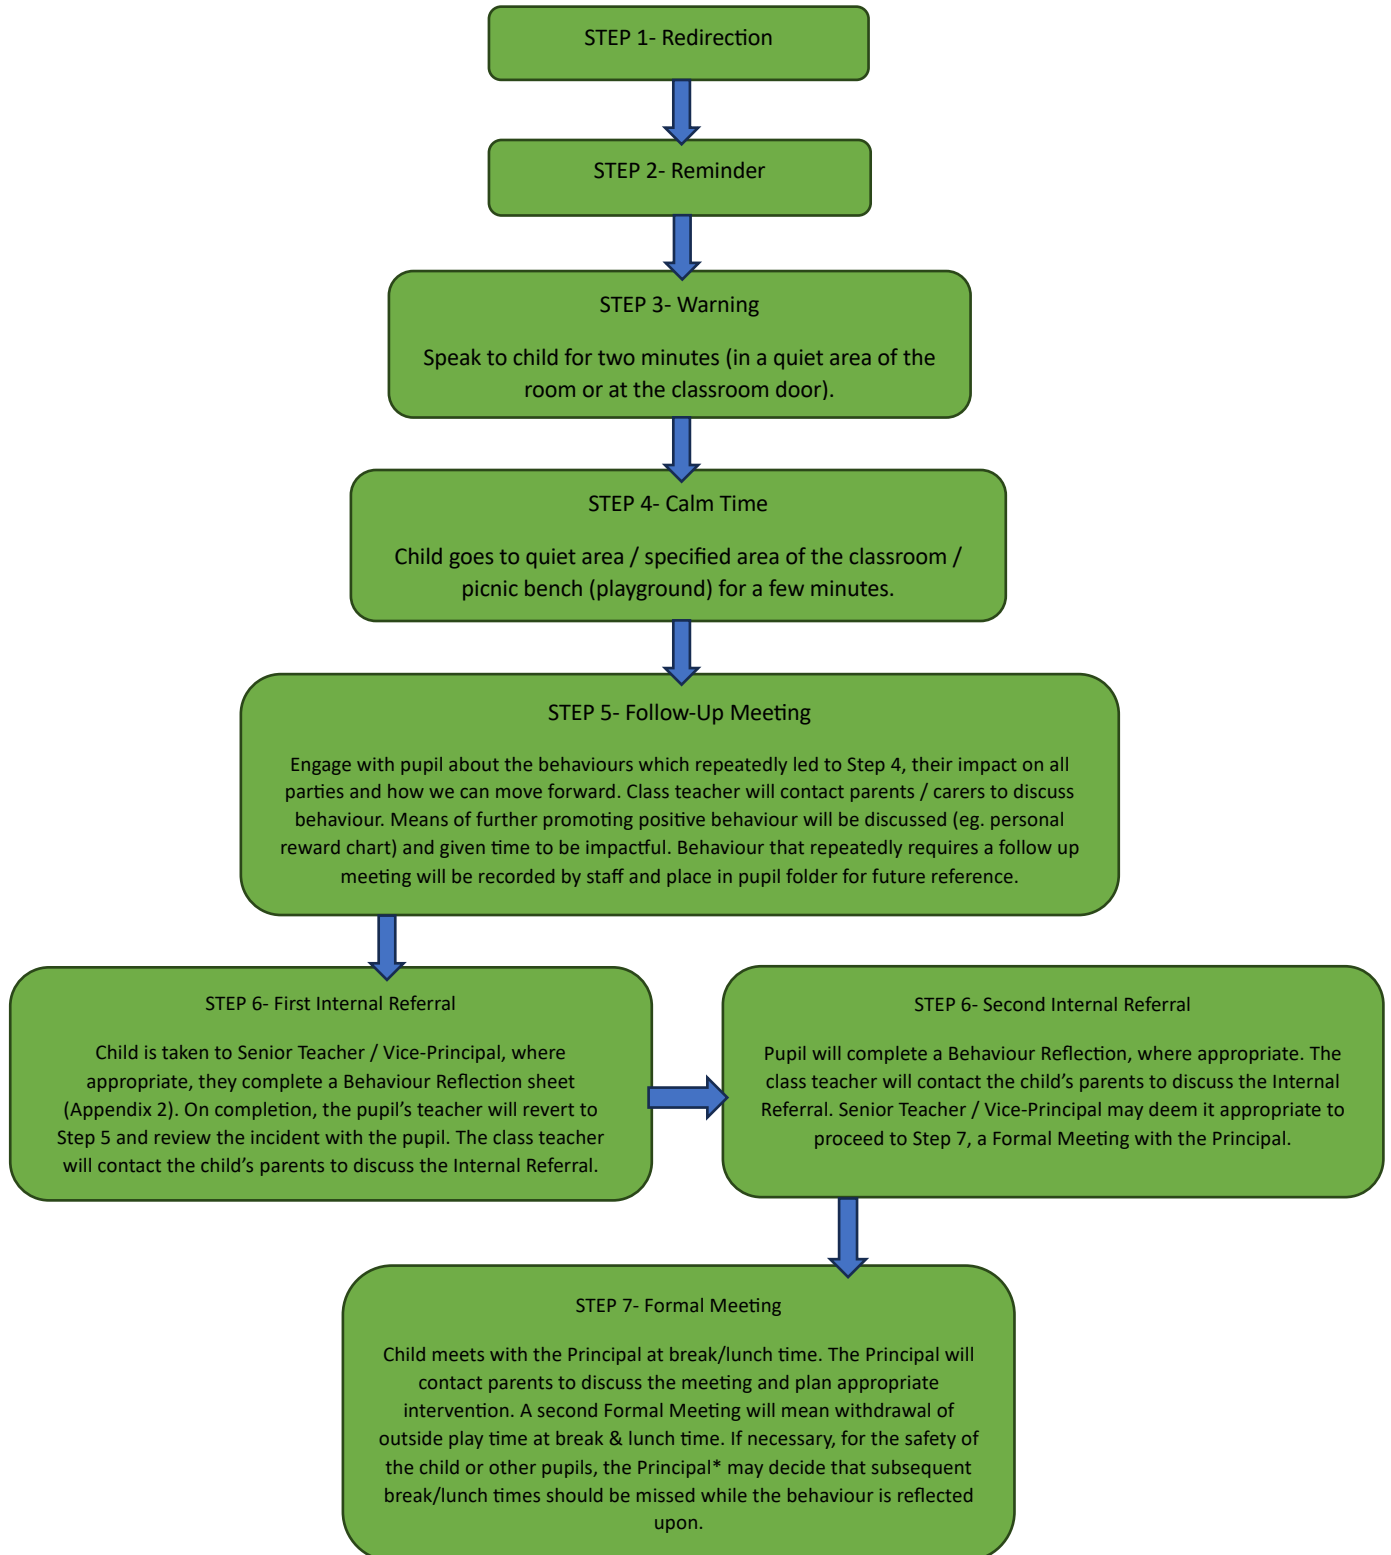 STEP 1- Redirection
STEP 2- Reminder
STEP 3- Warning
Speak to child for two minutes (in a quiet area of the
room or at the classroom door).
STEP 4- Calm Time
Child goes to quiet area / specified area of the classroom /
picnic bench (playground) for a few minutes.
STEP 5- Follow-Up Meeting
Engage with pupil about the behaviours which repeatedly led to Step 4, their impact on all
parties and how we can move forward. Class teacher will contact parents / carers to discuss
behaviour. Means of further promoting positive behaviour will be discussed (eg. personal
reward chart) and given time to be impactful. Behaviour that repeatedly requires a follow up
meeting will be recorded by staff and place in pupil folder for future reference.
STEP 6- First Internal Referral
Child is taken to Senior Teacher / Vice-Principal, where
appropriate, they complete a Behaviour Reflection sheet
(Appendix 2). On completion, the pupil's teacher will revert to
Step 5 and review the incident with the pupil. The class teacher
will contact the child's parents to discuss the Internal Referral.
STEP 6- Second Internal Referral
Pupil will complete a Behaviour Reflection, where appropriate. The
class teacher will contact the child's parents to discuss the Internal
Referral. Senior Teacher / Vice-Principal may deem it appropriate to
proceed to Step 7, a Formal Meeting with the Principal.
STEP 7- Formal Meeting
Child meets with the Principal at break/lunch time. The Principal will
contact parents to discuss the meeting and plan appropriate
intervention. A second Formal Meeting will mean withdrawal of
outside play time at break & lunch time. If necessary, for the safety of
the child or other pupils, the Principal* may decide that subsequent
break/lunch times should be missed while the behaviour is reflected
upon.